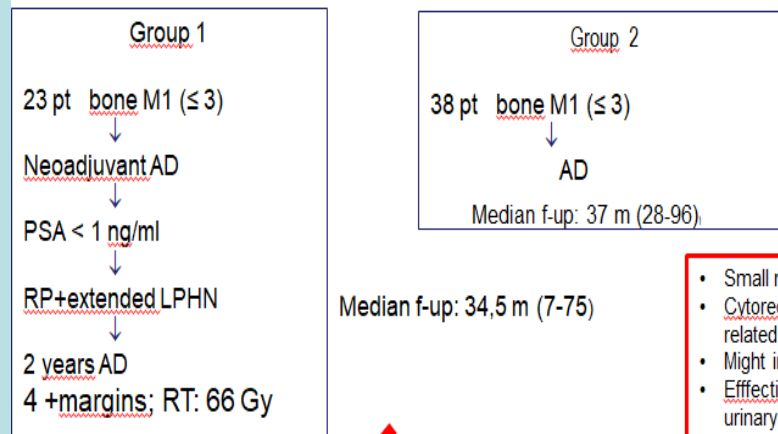 Group 1
23 pt bone M1 (≤ 3)
↓
Neoadjuvant AD
↓
PSA < 1 ng/ml
↓
RP+extended LPHN
↓
2 years AD
4 +margins; RT: 66 Gy
Median f-up: 34,5 m (7-75)
Group 2
38 pt bone M1 (≤ 3)
↓
AD
Median f-up: 37 m (28-96)
• Small
• 
related
• Might
• Efffecti
urinary